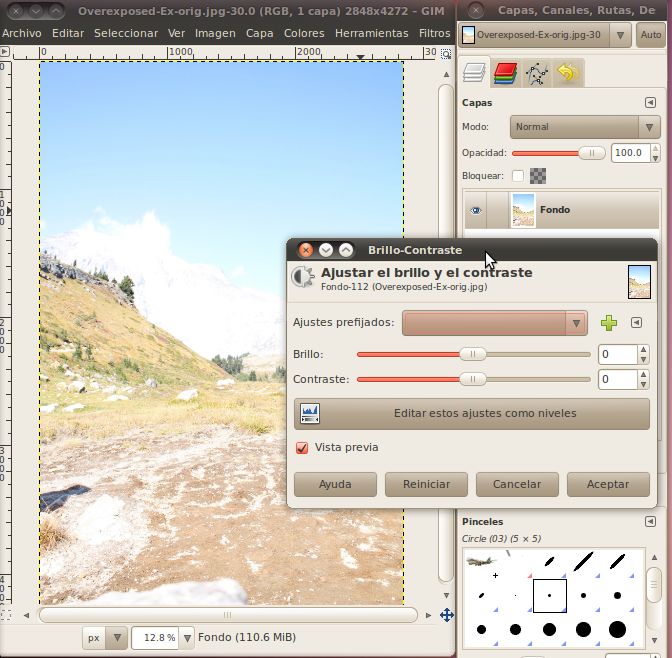 Overexposed-Ex-orig.jpg-30.0 (RGB, 1 capa) 2848x4272 – GIM
Archivo Editar Seleccionar Ver Imagen Capa Colores Herramientas Filtros
0 1000 2000 30
px 12.8 % Fondo (110.6 MiB)
Capas, Canales, Rutas, De
Overexposed-Ex-orig.jpg-30 Auto
Capas
Modo: Normal
Opacidad: 100.0
Bloquear:
Fondo
Brillo-Contraste
Ajustar el brillo y el contraste
Fondo-112 (Overexposed-Ex-orig.jpg)
Ajustes prefijados:
Brillo: 0
Contraste: 0
Editar estos ajustes como niveles
Vista previa
Ayuda Reiniciar Cancelar Aceptar
Pinceles
Circle (03) (5 × 5)